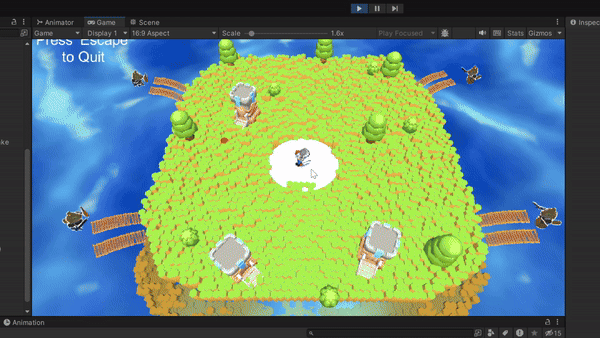 Animator Game Scene Inspec
Game Display 1 16:9 Aspect Scale 1.6x Play Focused Stats Gizmos
Press Escape
to Quit
ke
Animation
15